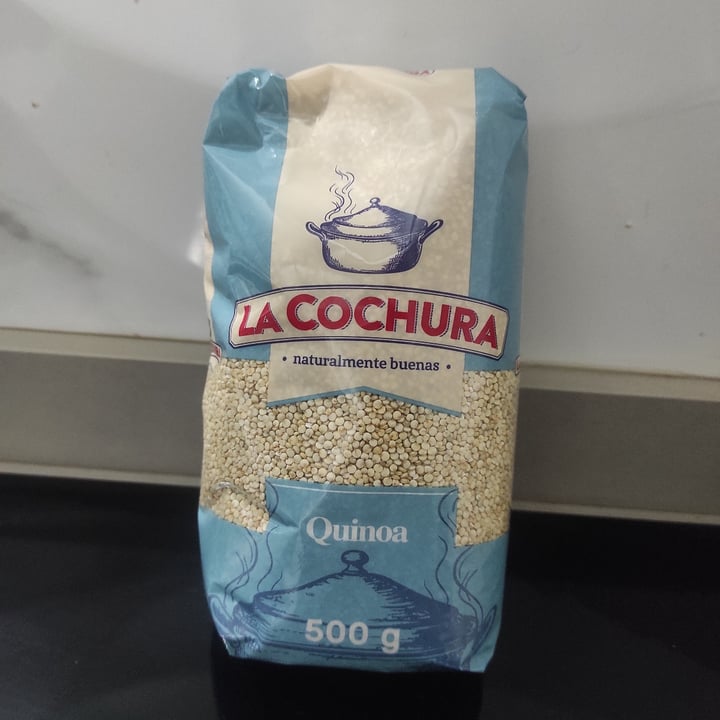 LA COCHURA
• naturalmente buenas •
Quinoa
500 g